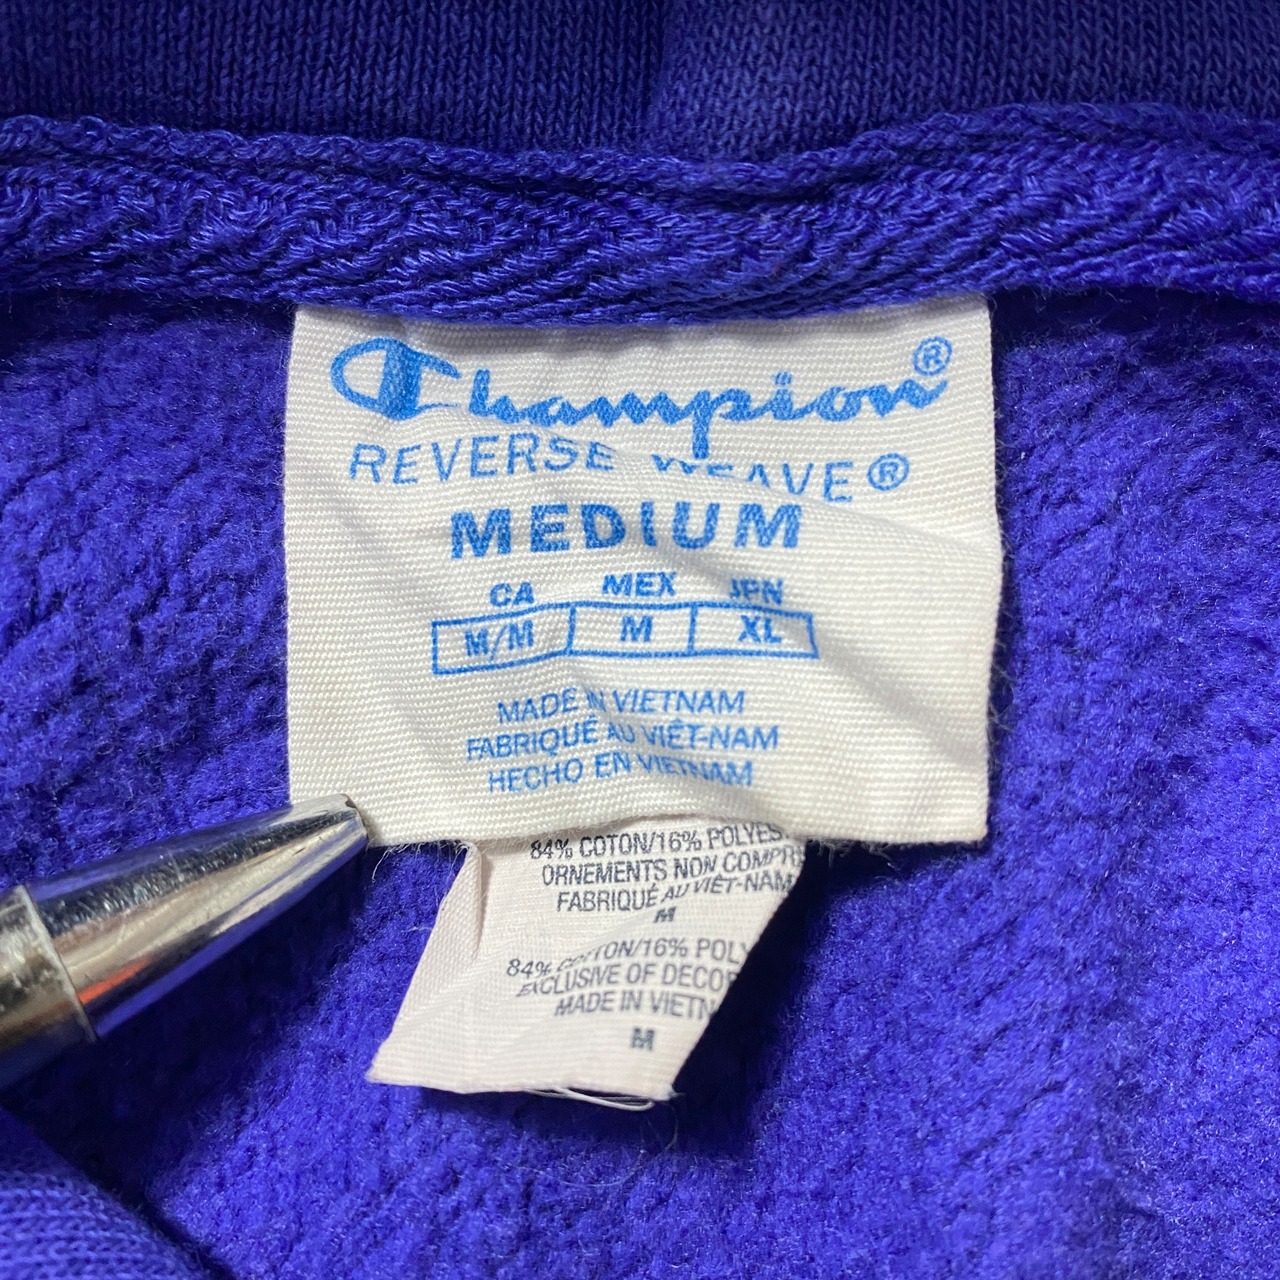 Champion®
REVERSE WEAVE®
MEDIUM
CA MEX JPN
M/M M XL
MADE IN VIETNAM
FABRIQUÉ AU VIÊT-NAM
HECHO EN VIETNAM
84% COTON/16% POLYES
ORNEMENTS NON COMPR
FABRIQUÉ AU VIÊT-NAM
M
84% COTTON/16% POLY
EXCLUSIVE OF DECOR
MADE IN VIETN
M